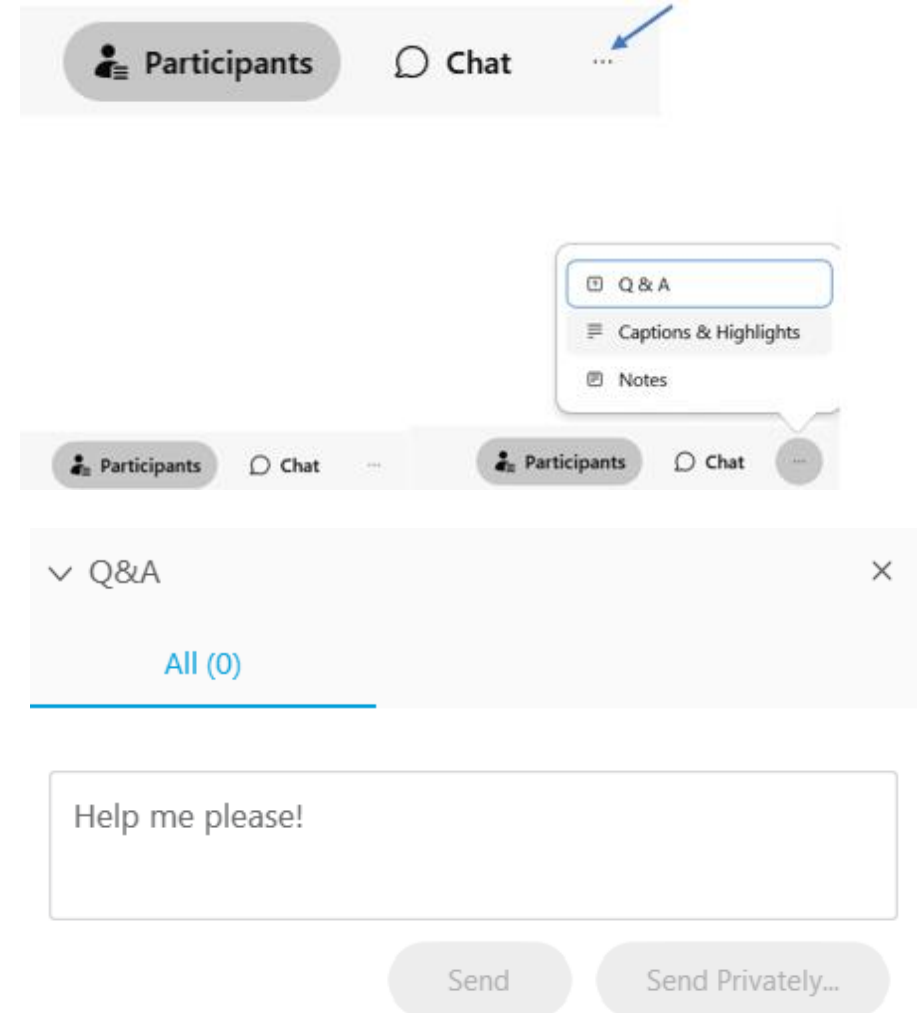 Participants Chat ...
Q & A
Captions & Highlights
Notes
Participants Chat ... Participants Chat ...
Q&A
All (0)
Help me please!
Send Send Privately...